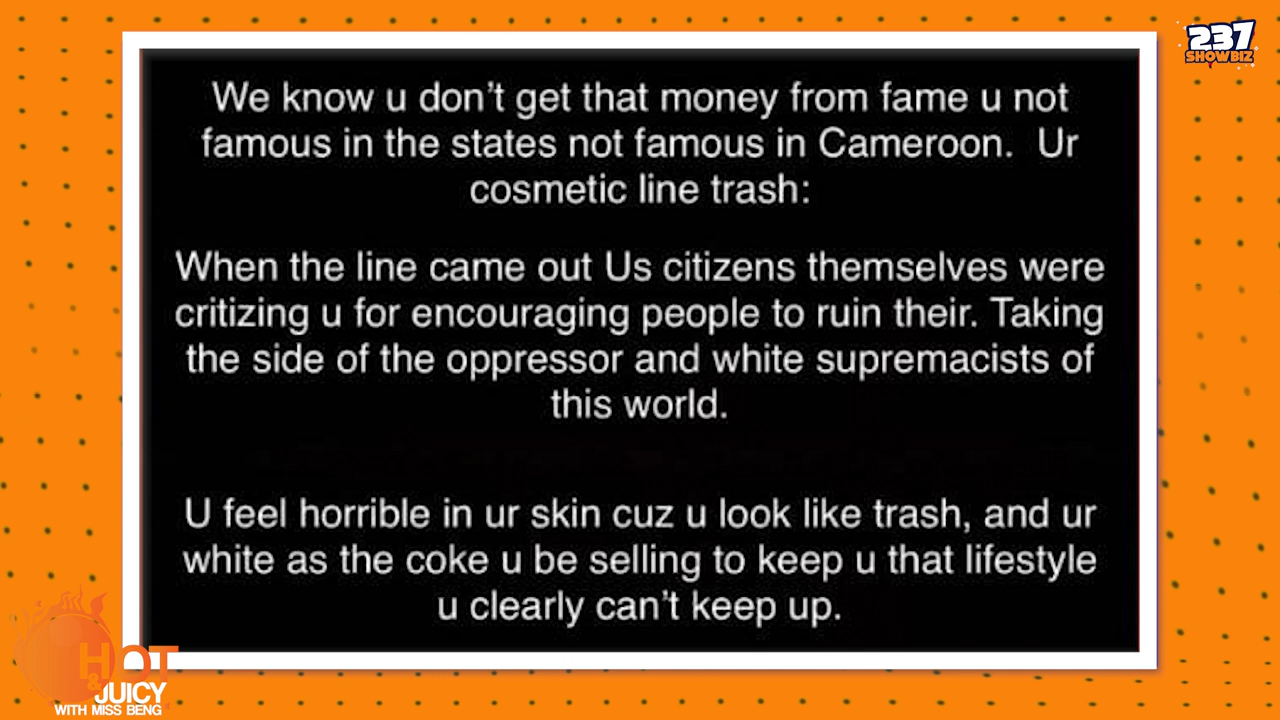 237
SHOWBIZ
We know u don't get that money from fame u not
famous in the states not famous in Cameroon. Ur
cosmetic line trash:
When the line came out Us citizens themselves were
critizing u for encouraging people to ruin their. Taking
the side of the oppressor and white supremacists of
this world.
U feel horrible in ur skin cuz u look like trash, and ur
white as the coke u be selling to keep u that lifestyle
u clearly can't keep up.
HOT
&
JUICY
WITH MISS BENG